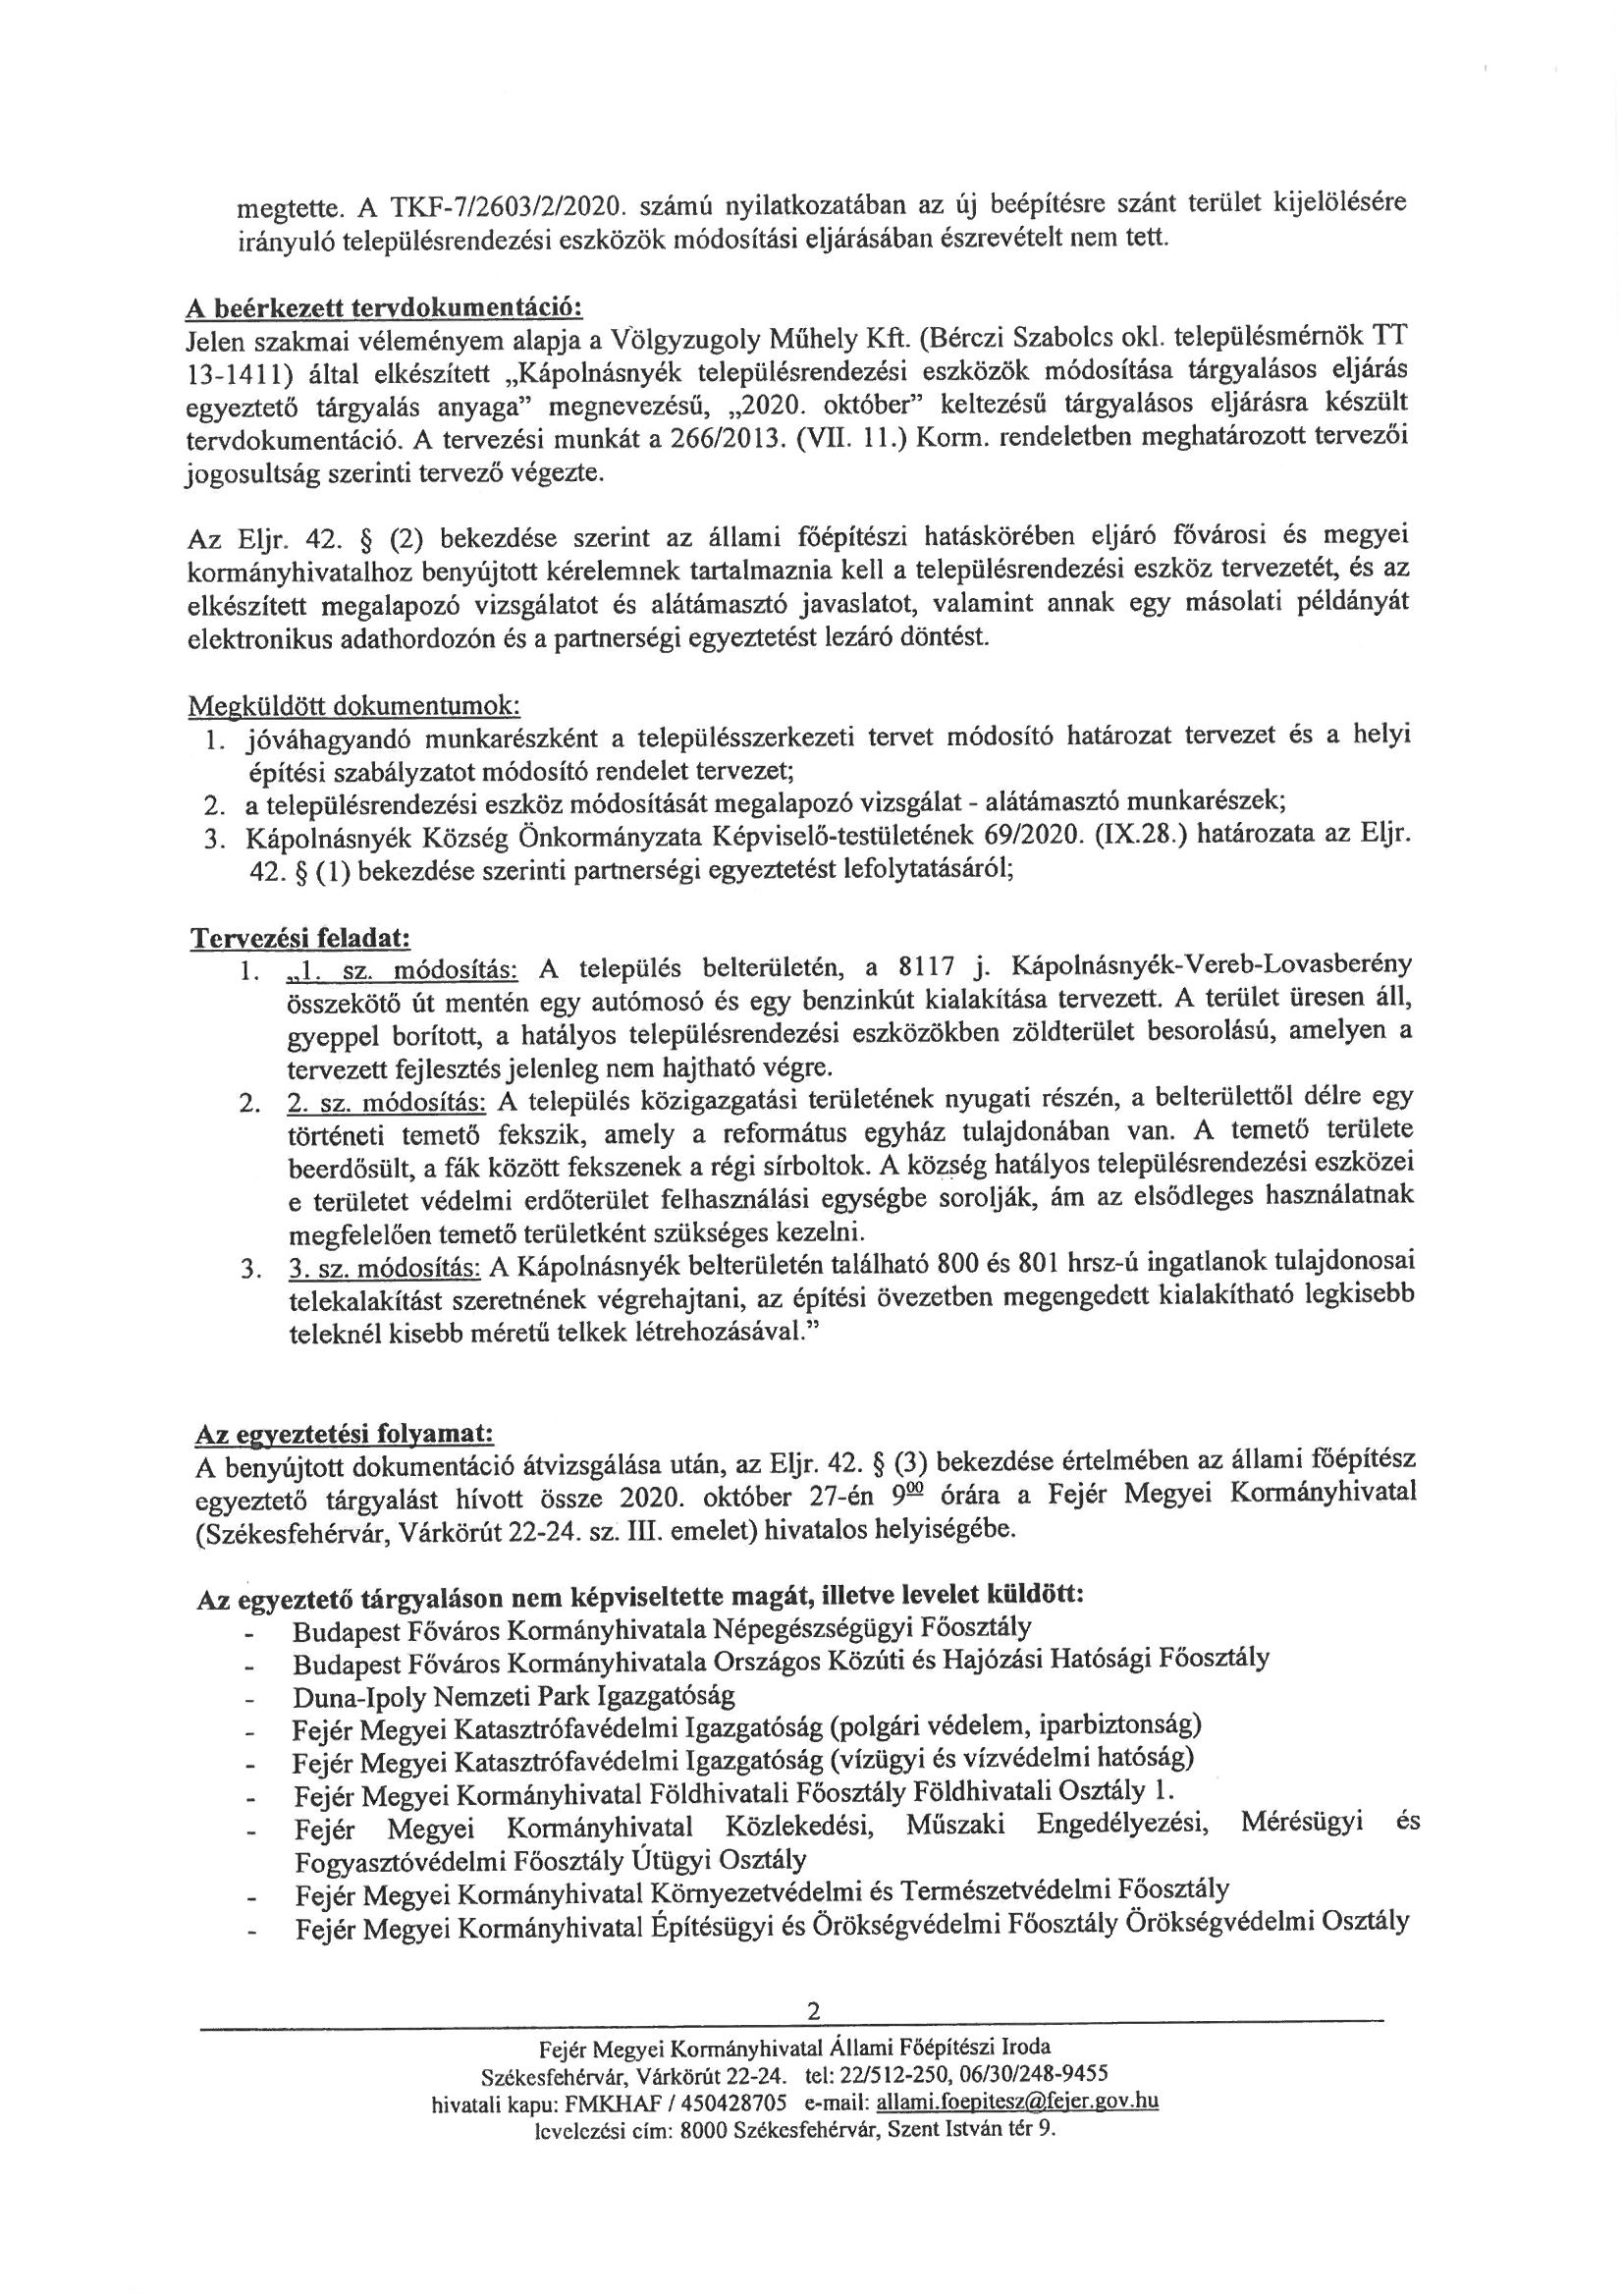 megtette. A TKF-7/2603/2/2020. számú nyilatkozatában az új beépítésre szánt terület kijelölésére
irányuló településrendezési eszközök módosítási eljárásában észrevételt nem tett.
A beérkezett tervdokumentáció:
Jelen szakmai véleményem alapja a Völgyzugoly Műhely Kft. (Bérczi Szabolcs okl. településmérnök TT
13-1411) által elkészített „Kápolnásnyék településrendezési eszközök módosítása tárgyalásos eljárás
egyeztető tárgyalás anyaga” megnevezésű, „2020. október” keltezésű tárgyalásos eljárásra készült
tervdokumentáció. A tervezési munkát a 266/2013. (VII. 11.) Korm. rendeletben meghatározott tervezői
jogosultság szerinti tervező végezte.
Az Eljr. 42. § (2) bekezdése szerint az állami főépítészi hatáskörében eljáró fővárosi és megyei
kormányhivatalhoz benyújtott kérelemnek tartalmaznia kell a településrendezési eszköz tervezetét, és az
elkészített megalapozó vizsgálatot és alátámasztó javaslatot, valamint annak egy másolati példányát
elektronikus adathordozón és a partnerségi egyeztetést lezáró döntést.
Megküldött dokumentumok:
1. jóváhagyandó munkarészként a településszerkezeti tervet módosító határozat tervezet és a helyi
építési szabályzatot módosító rendelet tervezet;
2. a településrendezési eszköz módosítását megalapozó vizsgálat - alátámasztó munkarészek;
3. Kápolnásnyék Község Önkormányzata Képviselő-testületének 69/2020. (IX.28.) határozata az Eljr.
42. § (1) bekezdése szerinti partnerségi egyeztetést lefolytatásáról;
Tervezési feladat:
1. „1. sz. módosítás: A település belterületén, a 8117 j. Kápolnásnyék-Vereb-Lovasberény
összekötő út mentén egy autómosó és egy benzinkút kialakítása tervezett. A terület üresen áll,
gyeppel borított, a hatályos településrendezési eszközökben zöldterület besorolású, amelyen a
tervezett fejlesztés jelenleg nem hajtható végre.
2. 2. sz. módosítás: A település közigazgatási területének nyugati részén, a belterülettől délre egy
történeti temető fekszik, amely a református egyház tulajdonában van. A temető területe
beerdősült, a fák között fekszenek a régi sírboltok. A község hatályos településrendezési eszközei
e területet védelmi erdőterület felhasználási egységbe sorolják, ám az elsődleges használatnak
megfelelően temető területként szükséges kezelni.
3. 3. sz. módosítás: A Kápolnásnyék belterületén található 800 és 801 hrsz-ú ingatlanok tulajdonosai
telekalakítást szeretnének végrehajtani, az építési övezetben megengedett kialakítható legkisebb
teleknél kisebb méretű telkek létrehozásával.”
Az egyeztetési folyamat:
A benyújtott dokumentáció átvizsgálása után, az Eljr. 42. § (3) bekezdése értelmében az állami főépítész
egyeztető tárgyalást hívott össze 2020. október 27-én 9⁰⁰ órára a Fejér Megyei Kormányhivatal
(Székesfehérvár, Várkörút 22-24. sz. III. emelet) hivatalos helyiségébe.
Az egyeztető tárgyaláson nem képviseltette magát, illetve levelet küldött:
- Budapest Főváros Kormányhivatala Népegészségügyi Főosztály
- Budapest Főváros Kormányhivatala Országos Közúti és Hajózási Hatósági Főosztály
- Duna-Ipoly Nemzeti Park Igazgatóság
- Fejér Megyei Katasztrófavédelmi Igazgatóság (polgári védelem, iparbiztonság)
- Fejér Megyei Katasztrófavédelmi Igazgatóság (vízügyi és vízvédelmi hatóság)
- Fejér Megyei Kormányhivatal Földhivatali Főosztály Földhivatali Osztály 1.
- Fejér Megyei Kormányhivatal Közlekedési, Műszaki Engedélyezési, Mérésügyi és
Fogyasztóvédelmi Főosztály Útügyi Osztály
- Fejér Megyei Kormányhivatal Környezetvédelmi és Természetvédelmi Főosztály
- Fejér Megyei Kormányhivatal Építésügyi és Örökségvédelmi Főosztály Örökségvédelmi Osztály
2
Fejér Megyei Kormányhivatal Állami Főépítészi Iroda
Székesfehérvár, Várkörút 22-24. tel: 22/512-250, 06/30/248-9455
hivatali kapu: FMKHAF / 450428705 e-mail: allami.foepitesz@fejer.gov.hu
levelezési cím: 8000 Székesfehérvár, Szent István tér 9.